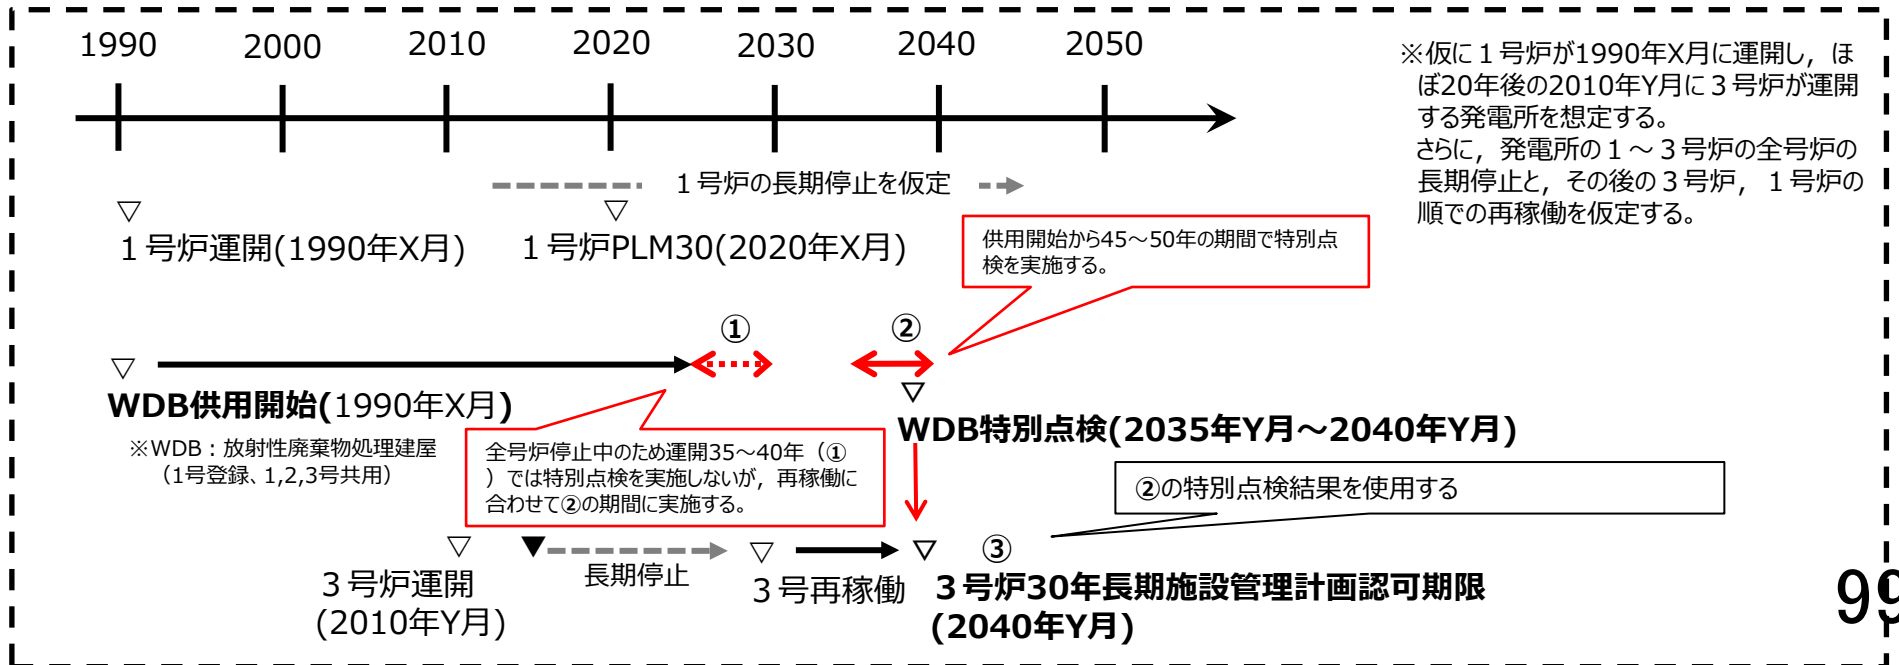 1990 2000 2010 2020 2030 2040 2050
※仮に１号炉が1990年X月に運開し，ほ
ぼ20年後の2010年Y月に３号炉が運開
する発電所を想定する。
さらに，発電所の１～３号炉の全号炉の
長期停止と，その後の３号炉，１号炉の
順での再稼働を仮定する。
１号炉の長期停止を仮定
▽ ▽
１号炉運開(1990年X月) １号炉PLM30(2020年X月)
供用開始から45～50年の期間で特別点
検を実施する。
① ②
▽ ▽
WDB供用開始(1990年X月)
WDB特別点検(2035年Y月～2040年Y月)
※WDB：放射性廃棄物処理建屋
（1号登録、1,2,3号共用）
全号炉停止中のため運開35～40年（①
）では特別点検を実施しないが，再稼働に
合わせて②の期間に実施する。
②の特別点検結果を使用する
▽ ▼ ▽ ▽ ③
３号炉運開
(2010年Y月)
長期停止
３号再稼働
３号炉30年長期施設管理計画認可期限
(2040年Y月)
99